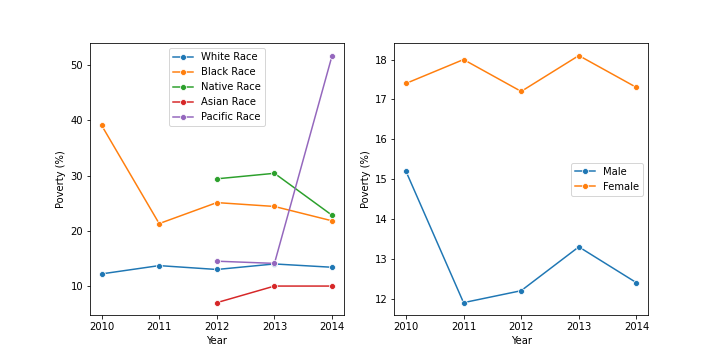 50
40
30
20
10
Poverty (%)
White Race
Black Race
Native Race
Asian Race
Pacific Race
2010 2011 2012 2013 2014
Year
18
17
16
15
14
13
12
Poverty (%)
Male
Female
2010 2011 2012 2013 2014
Year